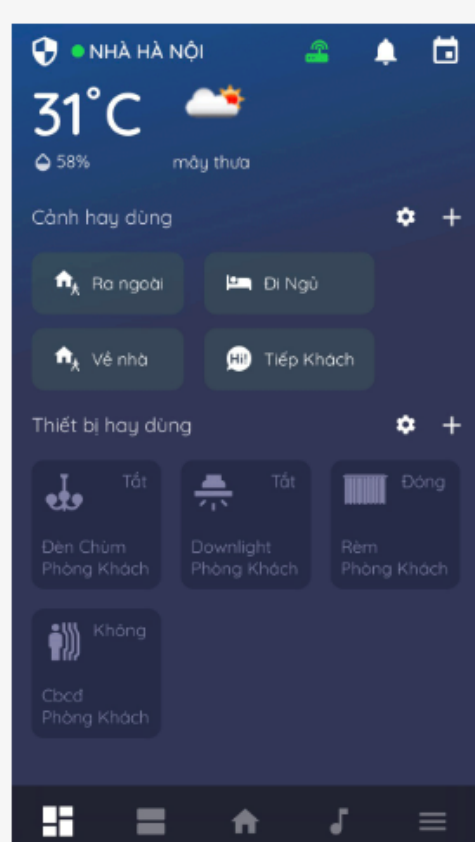 NHÀ HÀ NỘI
31°C
58%
mây thưa
Cảnh hay dùng
Ra ngoài
Đi Ngủ
Về nhà
Hi!
Tiếp Khách
Thiết bị hay dùng
Tắt
Tắt
Đóng
Đèn Chùm
Phòng Khách
Downlight
Phòng Khách
Rèm
Phòng Khách
Không
Cbcđ
Phòng Khách